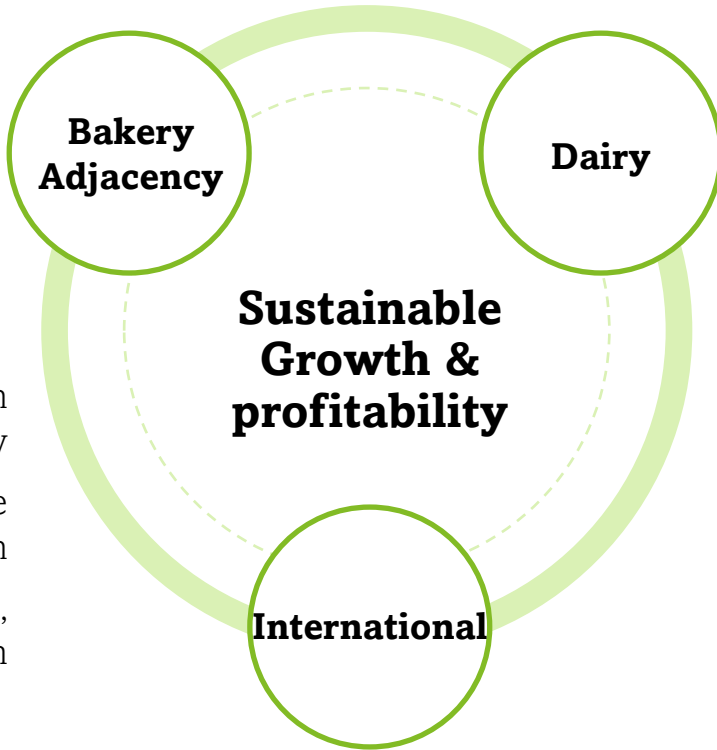 Bakery
Adjacency
Dairy
Sustainable
Growth &
profitability
International